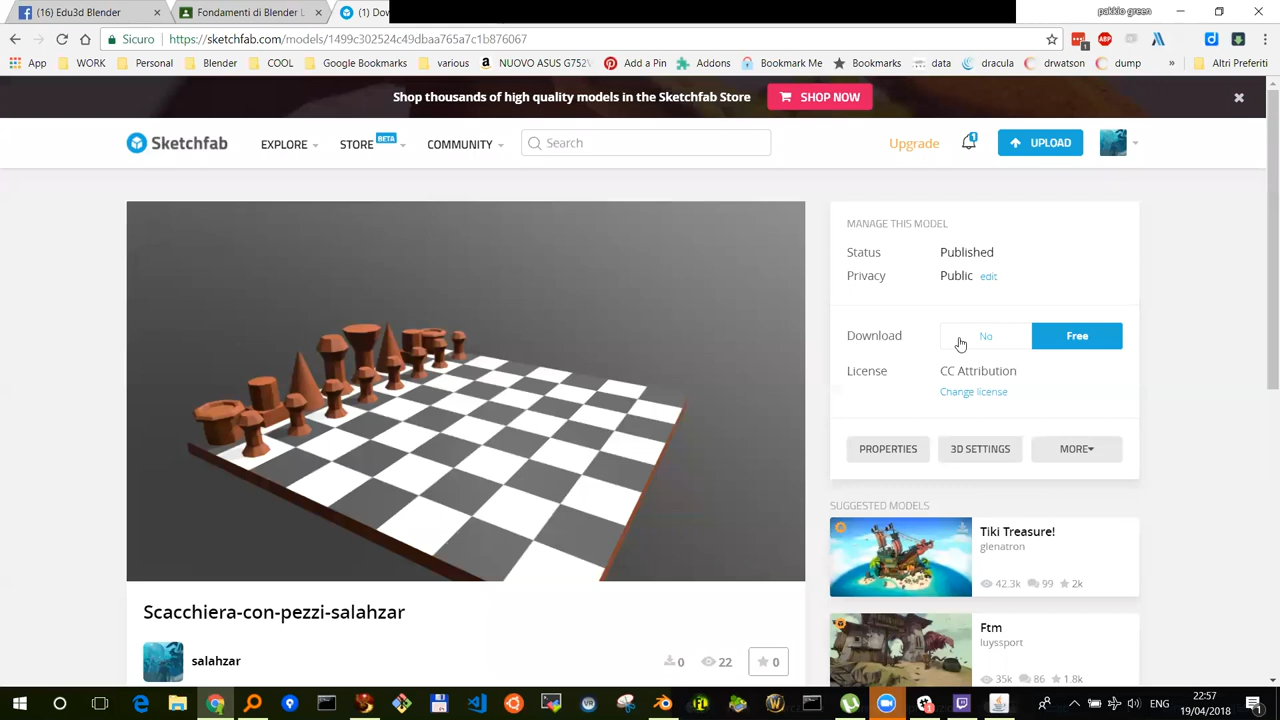 (16) Edu3d Blender
Fondamenti di Blender L
(1) Dow
pakkio green
Sicuro
https://sketchfab.com/models/1499c302524c49dbaa765a7c1b876067
1
App
WORK
Personal
Blender
COOL
Google Bookmarks
various
NUOVO ASUS G752V
Add a Pin
Addons
Bookmark Me
Bookmarks
data
dracula
drwatson
dump
»
Altri Preferiti
Shop thousands of high quality models in the Sketchfab Store
SHOP NOW
Sketchfab
EXPLORE
STORE BETA
COMMUNITY
Search
Upgrade
1
UPLOAD
MANAGE THIS MODEL
Status Published
Privacy Public edit
Download No Free
License CC Attribution
Change license
PROPERTIES
3D SETTINGS
MORE
SUGGESTED MODELS
Tiki Treasure!
glenatron
42.3k 99 2k
Ftm
luyssport
35k 86 1.8k
Scacchiera-con-pezzi-salahzar
salahzar
0 22 0
22:57
ENG
19/04/2018